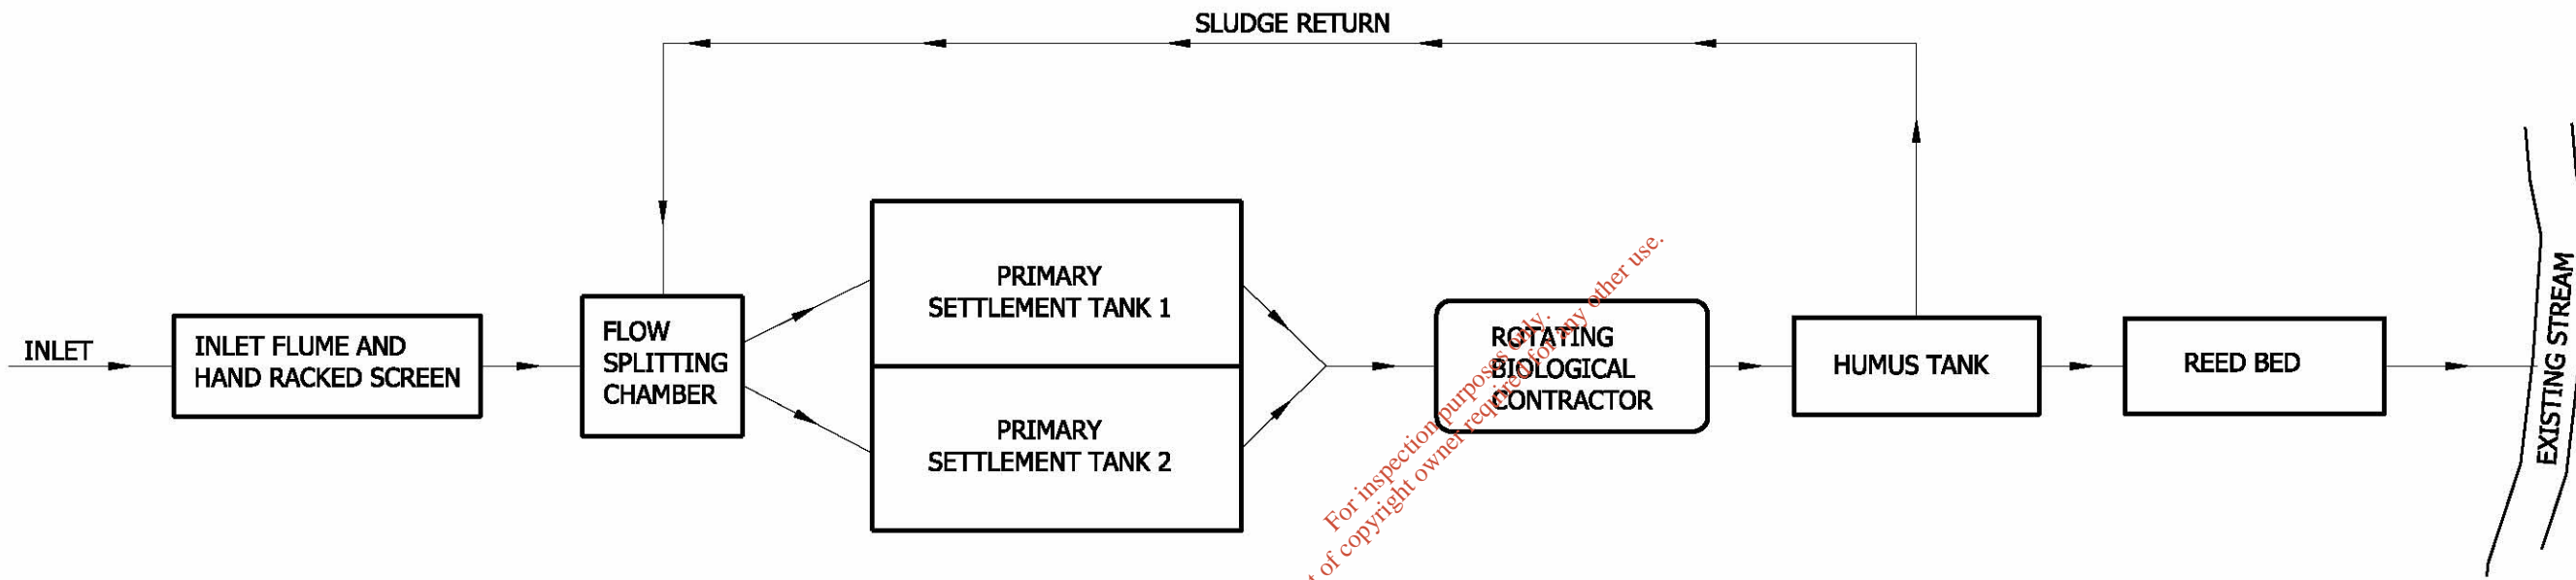 SLUDGE RETURN
INLET
INLET FLUME AND
HAND RACKED SCREEN
FLOW
SPLITTING
CHAMBER
PRIMARY
SETTLEMENT TANK 1
PRIMARY
SETTLEMENT TANK 2
ROTATING
BIOLOGICAL
CONTRACTOR
HUMUS TANK
REED BED
EXISTING STREAM
For inspection purposes only.
of copyright owner required for any other use.